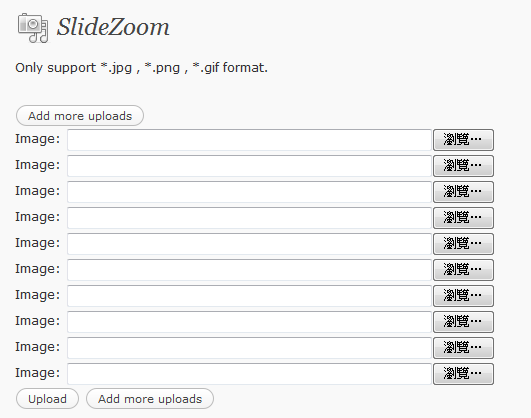 SlideZoom
Only support *.jpg , *.png , *.gif format.
Add more uploads
Image: 瀏覽…
Image: 瀏覽…
Image: 瀏覽…
Image: 瀏覽…
Image: 瀏覽…
Image: 瀏覽…
Image: 瀏覽…
Image: 瀏覽…
Image: 瀏覽…
Image: 瀏覽…
Upload Add more uploads